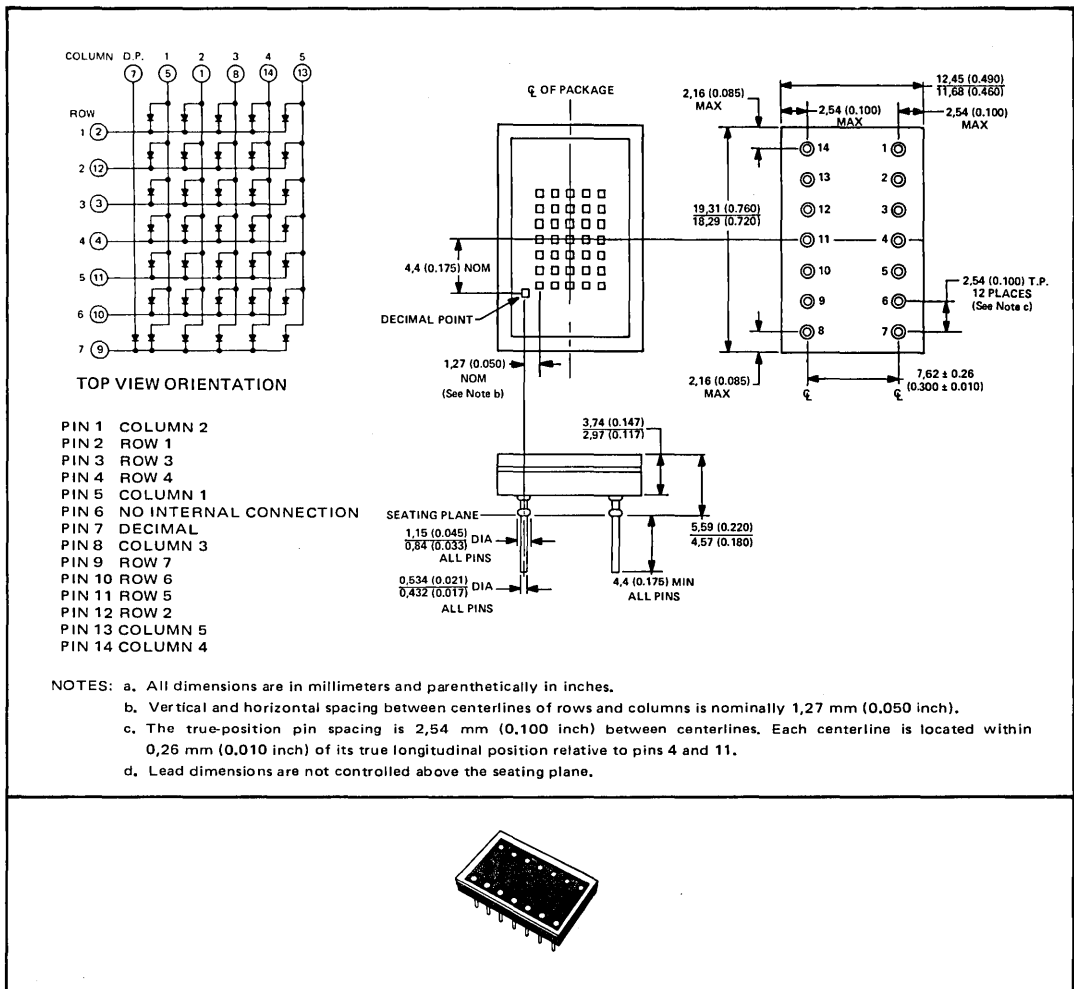 COLUMN D.P. 1 2 3 4 5
7 5 1 8 14 13
ROW
1 2
2 12
3 3
4 4
5 11
6 10
7 9
TOP VIEW ORIENTATION
℄ OF PACKAGE
4,4 (0.175) NOM
DECIMAL POINT
1,27 (0.050)
NOM
(See Note b)
12,45 (0.490)
11,68 (0.460)
2,16 (0.085)
MAX
2,54 (0.100)
MAX
2,54 (0.100)
MAX
14 1
13 2
12 3
11 4
10 5
9 6
8 7
19,31 (0.760)
18,29 (0.720)
2,54 (0.100) T.P.
12 PLACES
(See Note c)
2,16 (0.085)
MAX
7,62 ± 0.26
(0.300 ± 0.010)
℄ ℄
PIN 1 COLUMN 2
PIN 2 ROW 1
PIN 3 ROW 3
PIN 4 ROW 4
PIN 5 COLUMN 1
PIN 6 NO INTERNAL CONNECTION
PIN 7 DECIMAL
PIN 8 COLUMN 3
PIN 9 ROW 7
PIN 10 ROW 6
PIN 11 ROW 5
PIN 12 ROW 2
PIN 13 COLUMN 5
PIN 14 COLUMN 4
3,74 (0.147)
2,97 (0.117)
SEATING PLANE
1,15 (0.045) DIA
0,84 (0.033)
ALL PINS
0,534 (0.021) DIA
0,432 (0.017)
ALL PINS
5,59 (0.220)
4,57 (0.180)
4,4 (0.175) MIN
ALL PINS
NOTES: a. All dimensions are in millimeters and parenthetically in inches.
b. Vertical and horizontal spacing between centerlines of rows and columns is nominally 1,27 mm (0.050 inch).
c. The true-position pin spacing is 2,54 mm (0.100 inch) between centerlines. Each centerline is located within
0,26 mm (0.010 inch) of its true longitudinal position relative to pins 4 and 11.
d. Lead dimensions are not controlled above the seating plane.